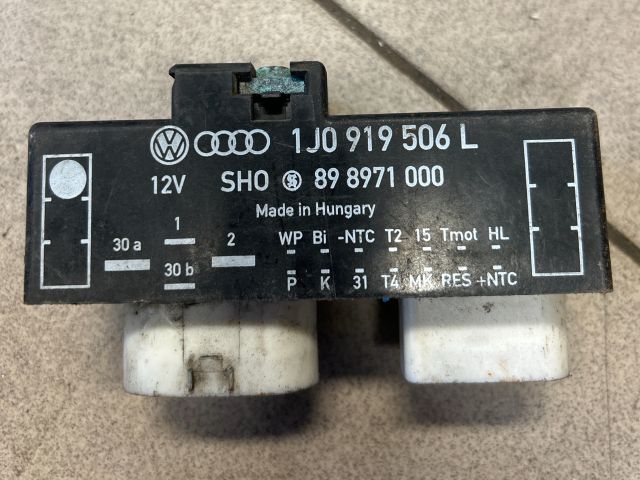 1J0 919 506 L
12V SHO 89 8971 000
Made in Hungary
1 WP Bi -NTC T2 15 Tmot HL
30 a 2
30 b P K 31 T4 MK RES +NTC